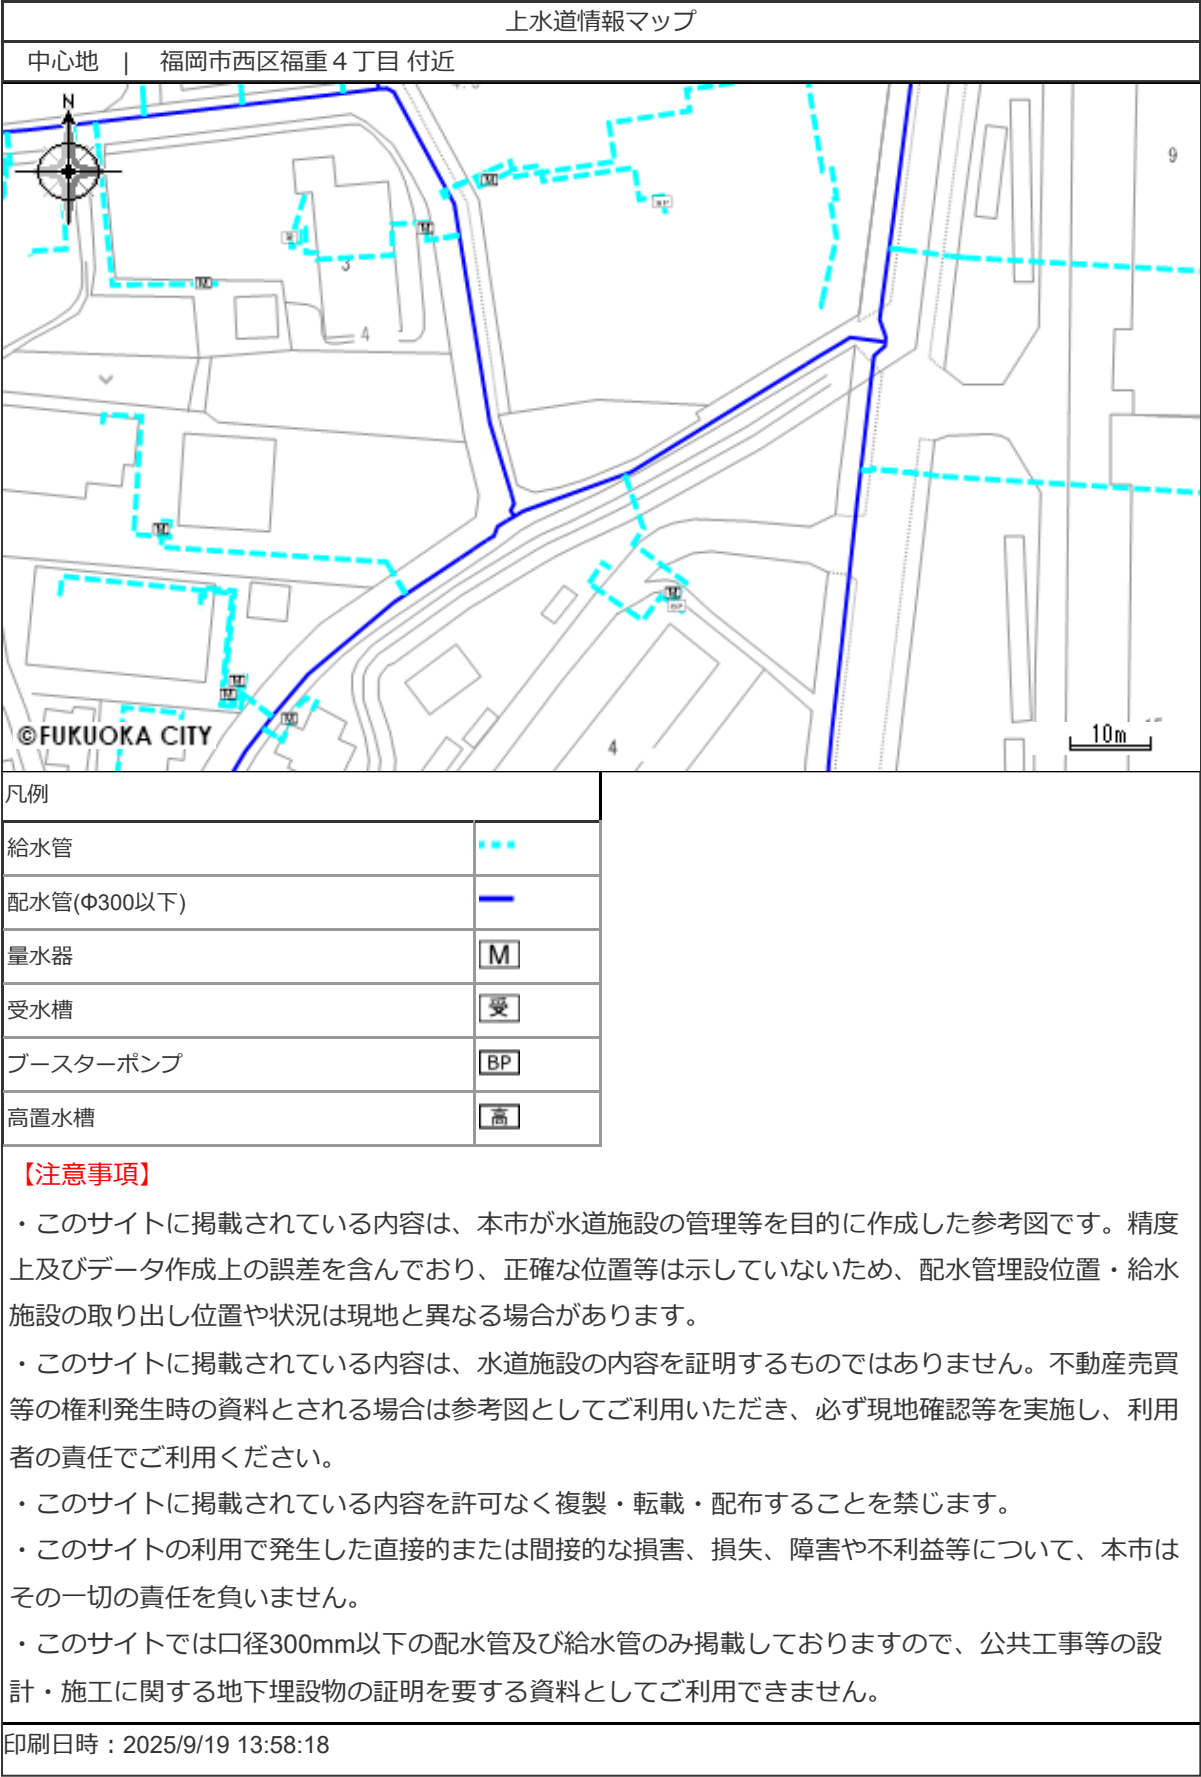 上水道情報マップ
中心地 | 福岡市西区福重４丁目 付近
N
9
M
BP
M
受
3
M
4
M
M
BP
M
M
M
4
©FUKUOKA CITY
10m
凡例
給水管
配水管(Φ300以下)
量水器 M
受水槽 受
ブースターポンプ BP
高置水槽 高
【注意事項】
・このサイトに掲載されている内容は、本市が水道施設の管理等を目的に作成した参考図です。精度
上及びデータ作成上の誤差を含んでおり、正確な位置等は示していないため、配水管埋設位置・給水
施設の取り出し位置や状況は現地と異なる場合があります。
・このサイトに掲載されている内容は、水道施設の内容を証明するものではありません。不動産売買
等の権利発生時の資料とされる場合は参考図としてご利用いただき、必ず現地確認等を実施し、利用
者の責任でご利用ください。
・このサイトに掲載されている内容を許可なく複製・転載・配布することを禁じます。
・このサイトの利用で発生した直接的または間接的な損害、損失、障害や不利益等について、本市は
その一切の責任を負いません。
・このサイトでは口径300mm以下の配水管及び給水管のみ掲載しておりますので、公共工事等の設
計・施工に関する地下埋設物の証明を要する資料としてご利用できません。
印刷日時：2025/9/19 13:58:18